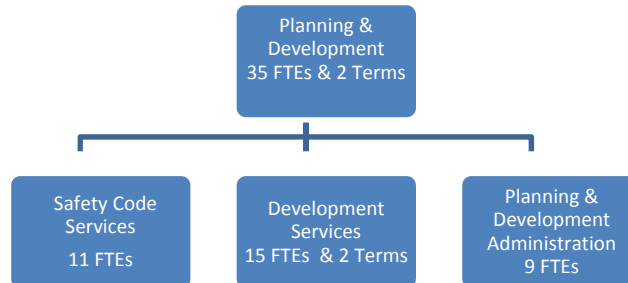 Planning &
Development
35 FTEs & 2 Terms
Safety Code
Services
11 FTEs
Development
Services
15 FTEs & 2 Terms
Planning &
Development
Administration
9 FTEs